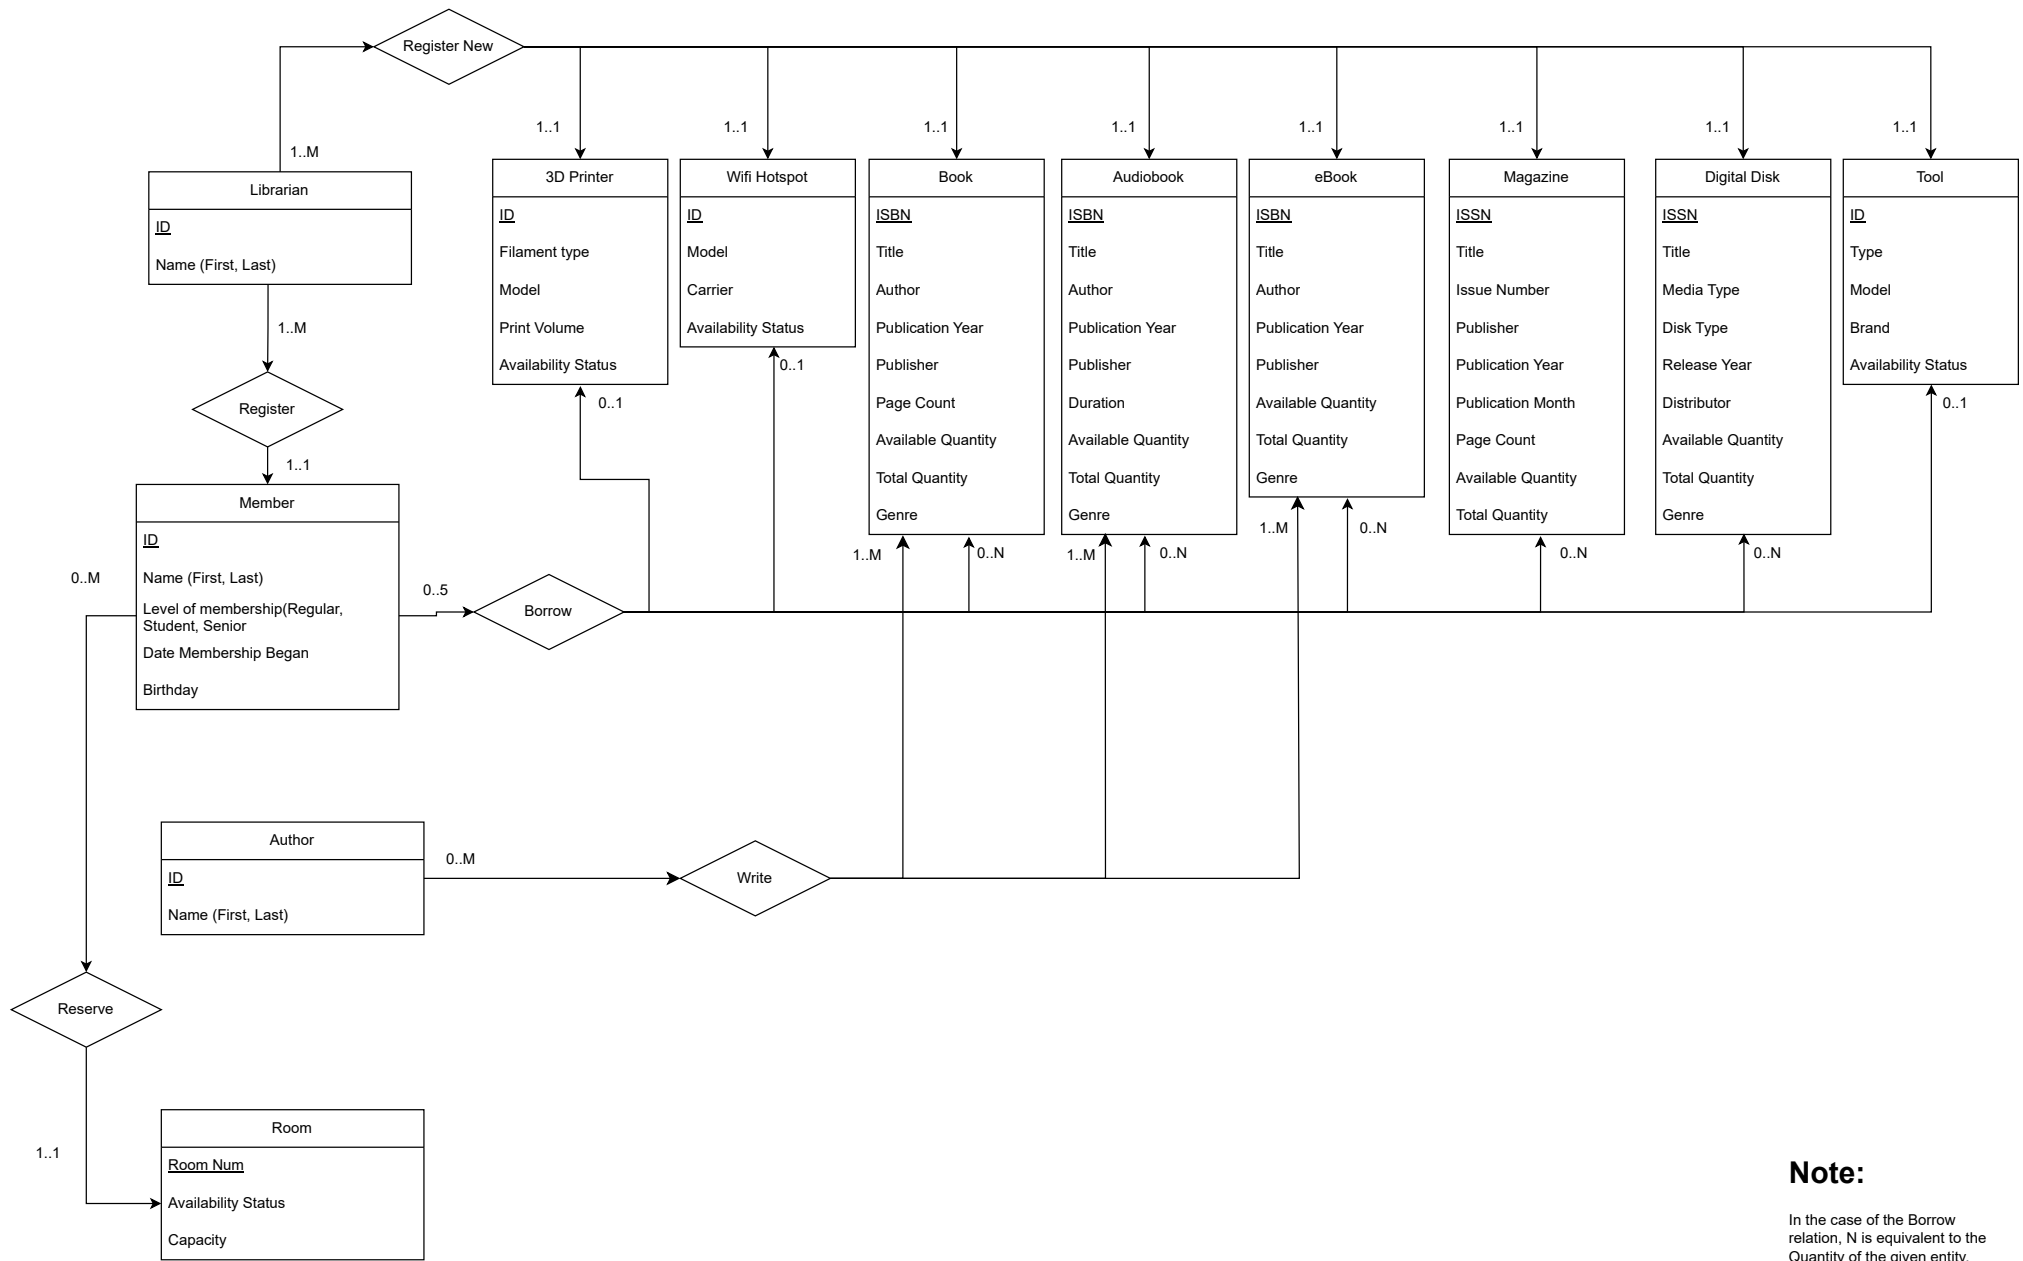 Register New
1..M
1..1
1..1
1..1
1..1
1..1
1..1
1..1
1..1
Librarian
ID
Name (First, Last)
1..M
Register
1..1
3D Printer
ID
Filament type
Model
Print Volume
Availability Status
0..1
Wifi Hotspot
ID
Model
Carrier
Availability Status
0..1
Book
ISBN
Title
Author
Publication Year
Publisher
Page Count
Available Quantity
Total Quantity
Genre
1..M
0..N
Audiobook
ISBN
Title
Author
Publication Year
Publisher
Duration
Available Quantity
Total Quantity
Genre
1..M
0..N
eBook
ISBN
Title
Author
Publication Year
Publisher
Available Quantity
Total Quantity
Genre
1..M
0..N
Magazine
ISSN
Title
Issue Number
Publisher
Publication Year
Publication Month
Page Count
Available Quantity
Total Quantity
0..N
Digital Disk
ISSN
Title
Media Type
Disk Type
Release Year
Distributor
Available Quantity
Total Quantity
Genre
0..N
Tool
ID
Type
Model
Brand
Availability Status
0..1
Member
ID
Name (First, Last)
Level of membership(Regular,
Student, Senior
Date Membership Began
Birthday
0..M
0..5
Borrow
Author
ID
Name (First, Last)
0..M
Write
Reserve
1..1
Room
Room Num
Availability Status
Capacity
Note:
In the case of the Borrow
relation, N is equivalent to the
Quantity of the given entity.